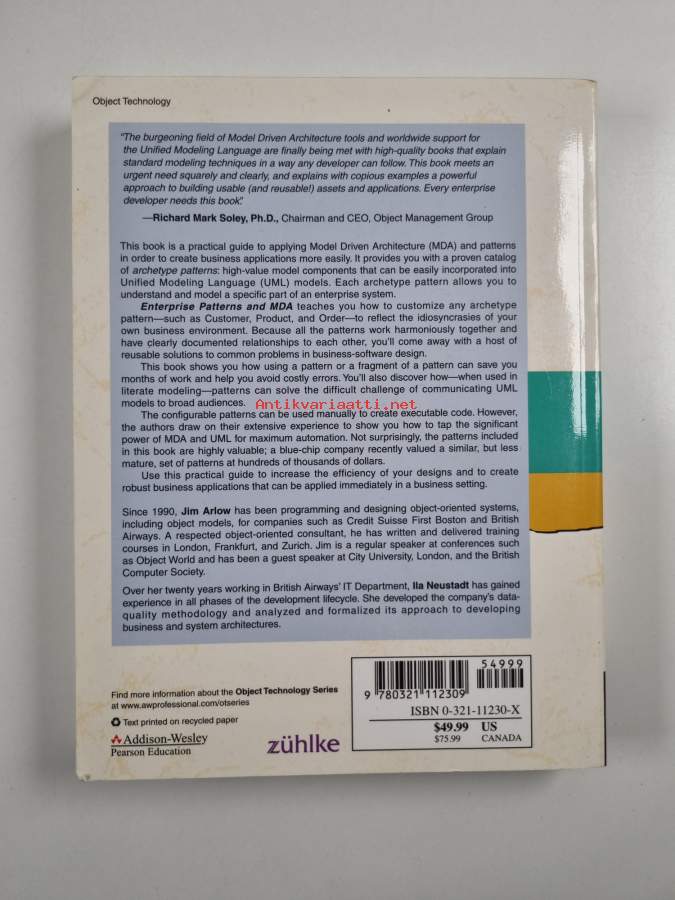 Object Technology
"The burgeoning field of Model Driven Architecture tools and worldwide support for
the Unified Modeling Language are finally being met with high-quality books that explain
standard modeling techniques in a way any developer can follow. This book meets an
urgent need squarely and clearly, and explains with copious examples a powerful
approach to building usable (and reusable!) assets and applications. Every enterprise
developer needs this book."
—Richard Mark Soley, Ph.D., Chairman and CEO, Object Management Group
This book is a practical guide to applying Model Driven Architecture (MDA) and patterns
in order to create business applications more easily. It provides you with a proven catalog
of archetype patterns: high-value model components that can be easily incorporated into
Unified Modeling Language (UML) models. Each archetype pattern allows you to
understand and model a specific part of an enterprise system.
Enterprise Patterns and MDA teaches you how to customize any archetype
pattern—such as Customer, Product, and Order—to reflect the idiosyncrasies of your
own business environment. Because all the patterns work harmoniously together and
have clearly documented relationships to each other, you'll come away with a host of
reusable solutions to common problems in business-software design.
This book shows you how using a pattern or a fragment of a pattern can save you
months of work and help you avoid costly errors. You'll also discover how—when used in
literate modeling—patterns can solve the difficult challenge of communicating UML
models to broad audiences.
Antikvariaatti.net
The configurable patterns can be used manually to create executable code. However,
the authors draw on their extensive experience to show you how to tap the significant
power of MDA and UML for maximum automation. Not surprisingly, the patterns included
in this book are highly valuable; a blue-chip company recently valued a similar, but less
mature, set of patterns at hundreds of thousands of dollars.
Use this practical guide to increase the efficiency of your designs and to create
robust business applications that can be applied immediately in a business setting.
Since 1990, Jim Arlow has been programming and designing object-oriented systems,
including object models, for companies such as Credit Suisse First Boston and British
Airways. A respected object-oriented consultant, he has written and delivered training
courses in London, Frankfurt, and Zurich. Jim is a regular speaker at conferences such
as Object World and has been a guest speaker at City University, London, and the British
Computer Society.
Over her twenty years working in British Airways' IT Department, Ila Neustadt has gained
experience in all phases of the development lifecycle. She developed the company's data-
quality methodology and analyzed and formalized its approach to developing
business and system architectures.
Find more information about the Object Technology Series
at www.awprofessional.com/otseries
Text printed on recycled paper
Addison-Wesley
Pearson Education
zühlke
54999
9 780321 112309
ISBN 0-321-11230-X
$49.99 US
$75.99 CANADA